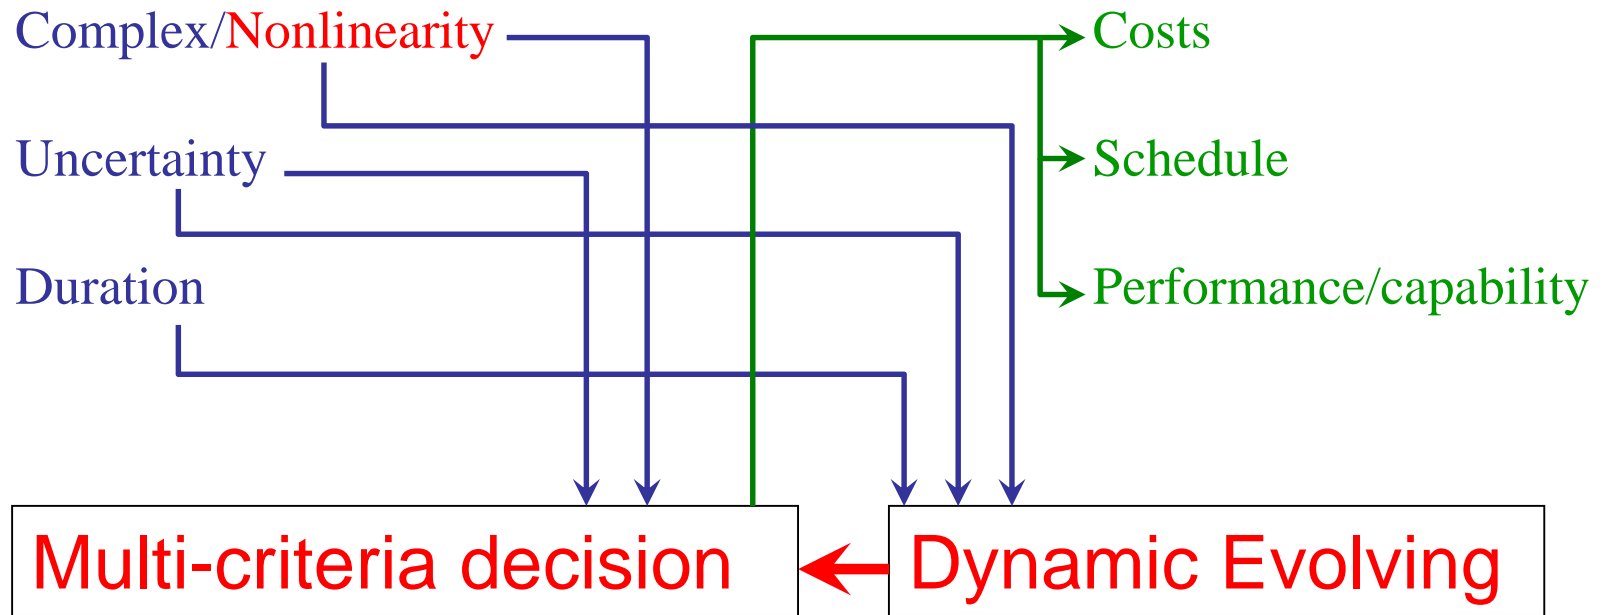 Complex/Nonlinearity
Costs
Uncertainty
Schedule
Duration
Performance/capability
Multi-criteria decision
Dynamic Evolving